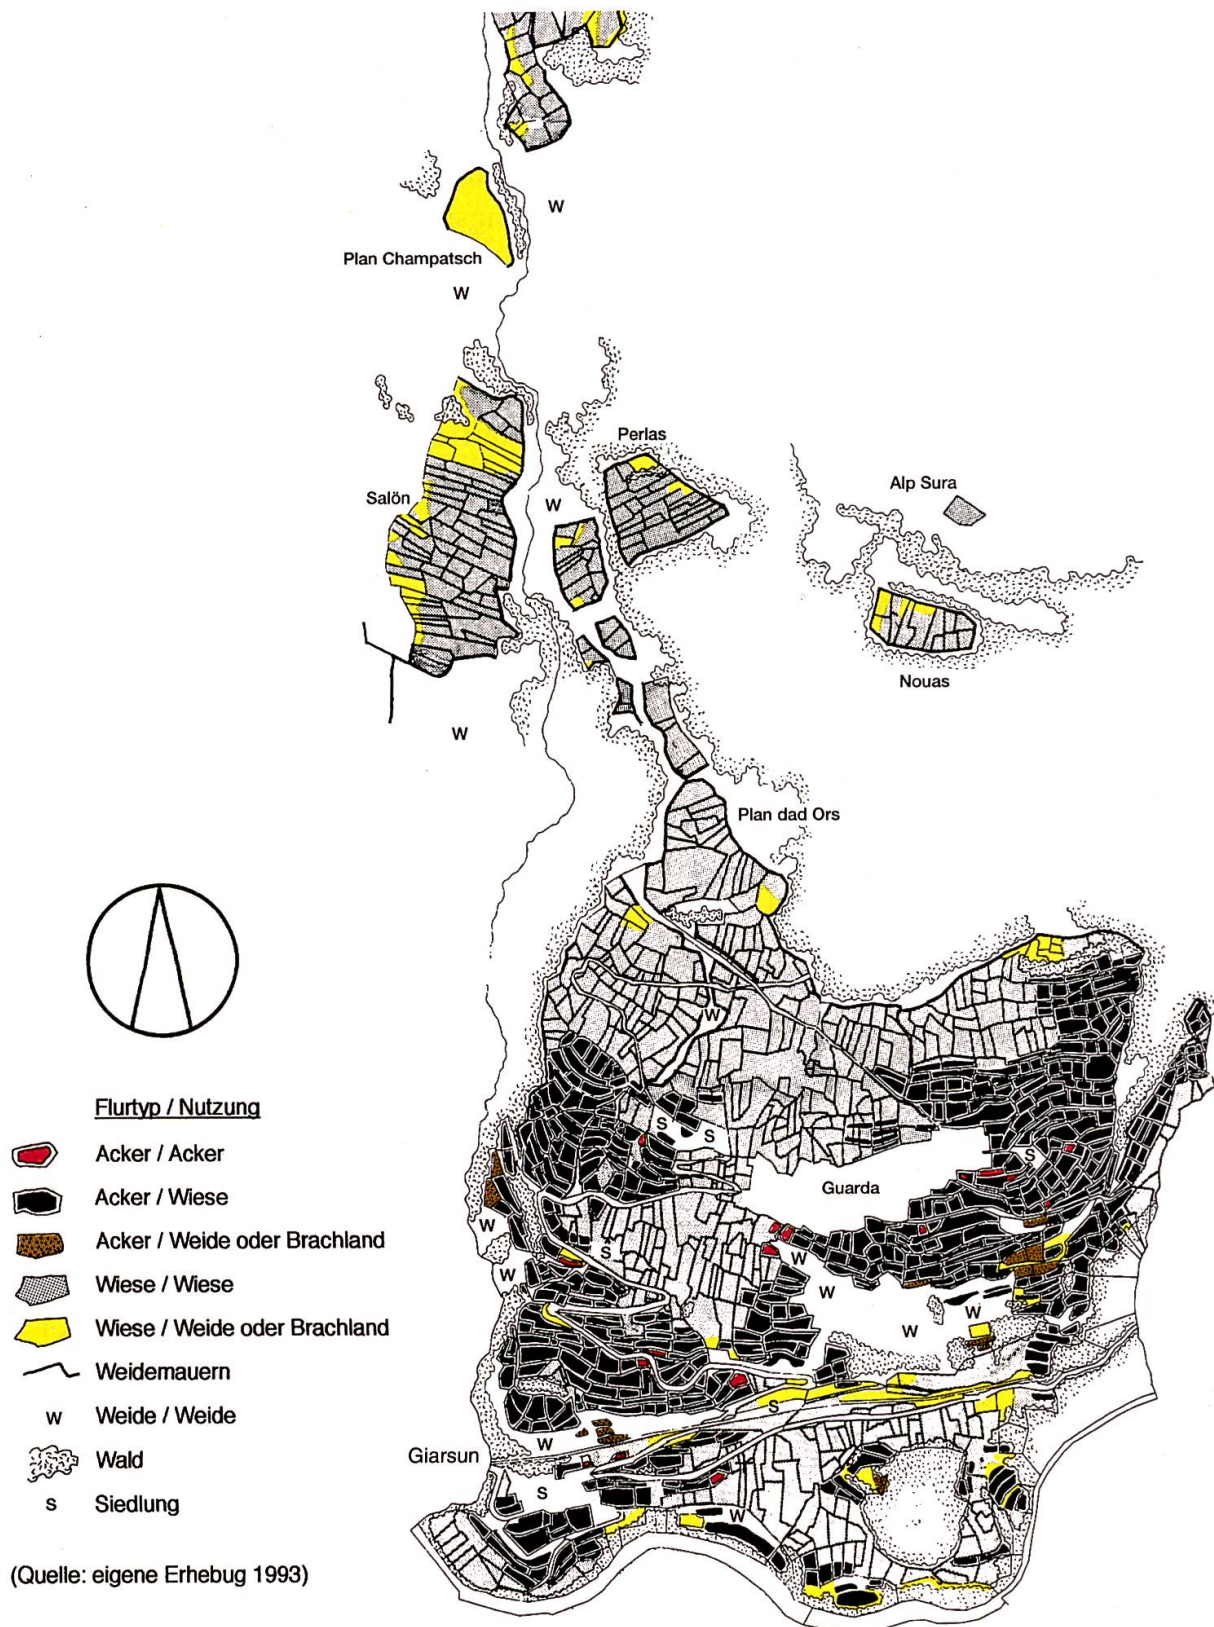 W
Plan Champatsch
W
Perlas
Alp Sura
Salön
W
Nouas
W
Plan dad Ors
W
Flurtyp / Nutzung
S
S
Acker / Acker
S
Guarda
Acker / Wiese
W
Acker / Weide oder Brachland
S
W
W
Wiese / Wiese
W
W
Wiese / Weide oder Brachland
W
Weidemauern
S
W
Weide / Weide
W
Giarsun
Wald
S
S
Siedlung
W
(Quelle: eigene Erhebug 1993)